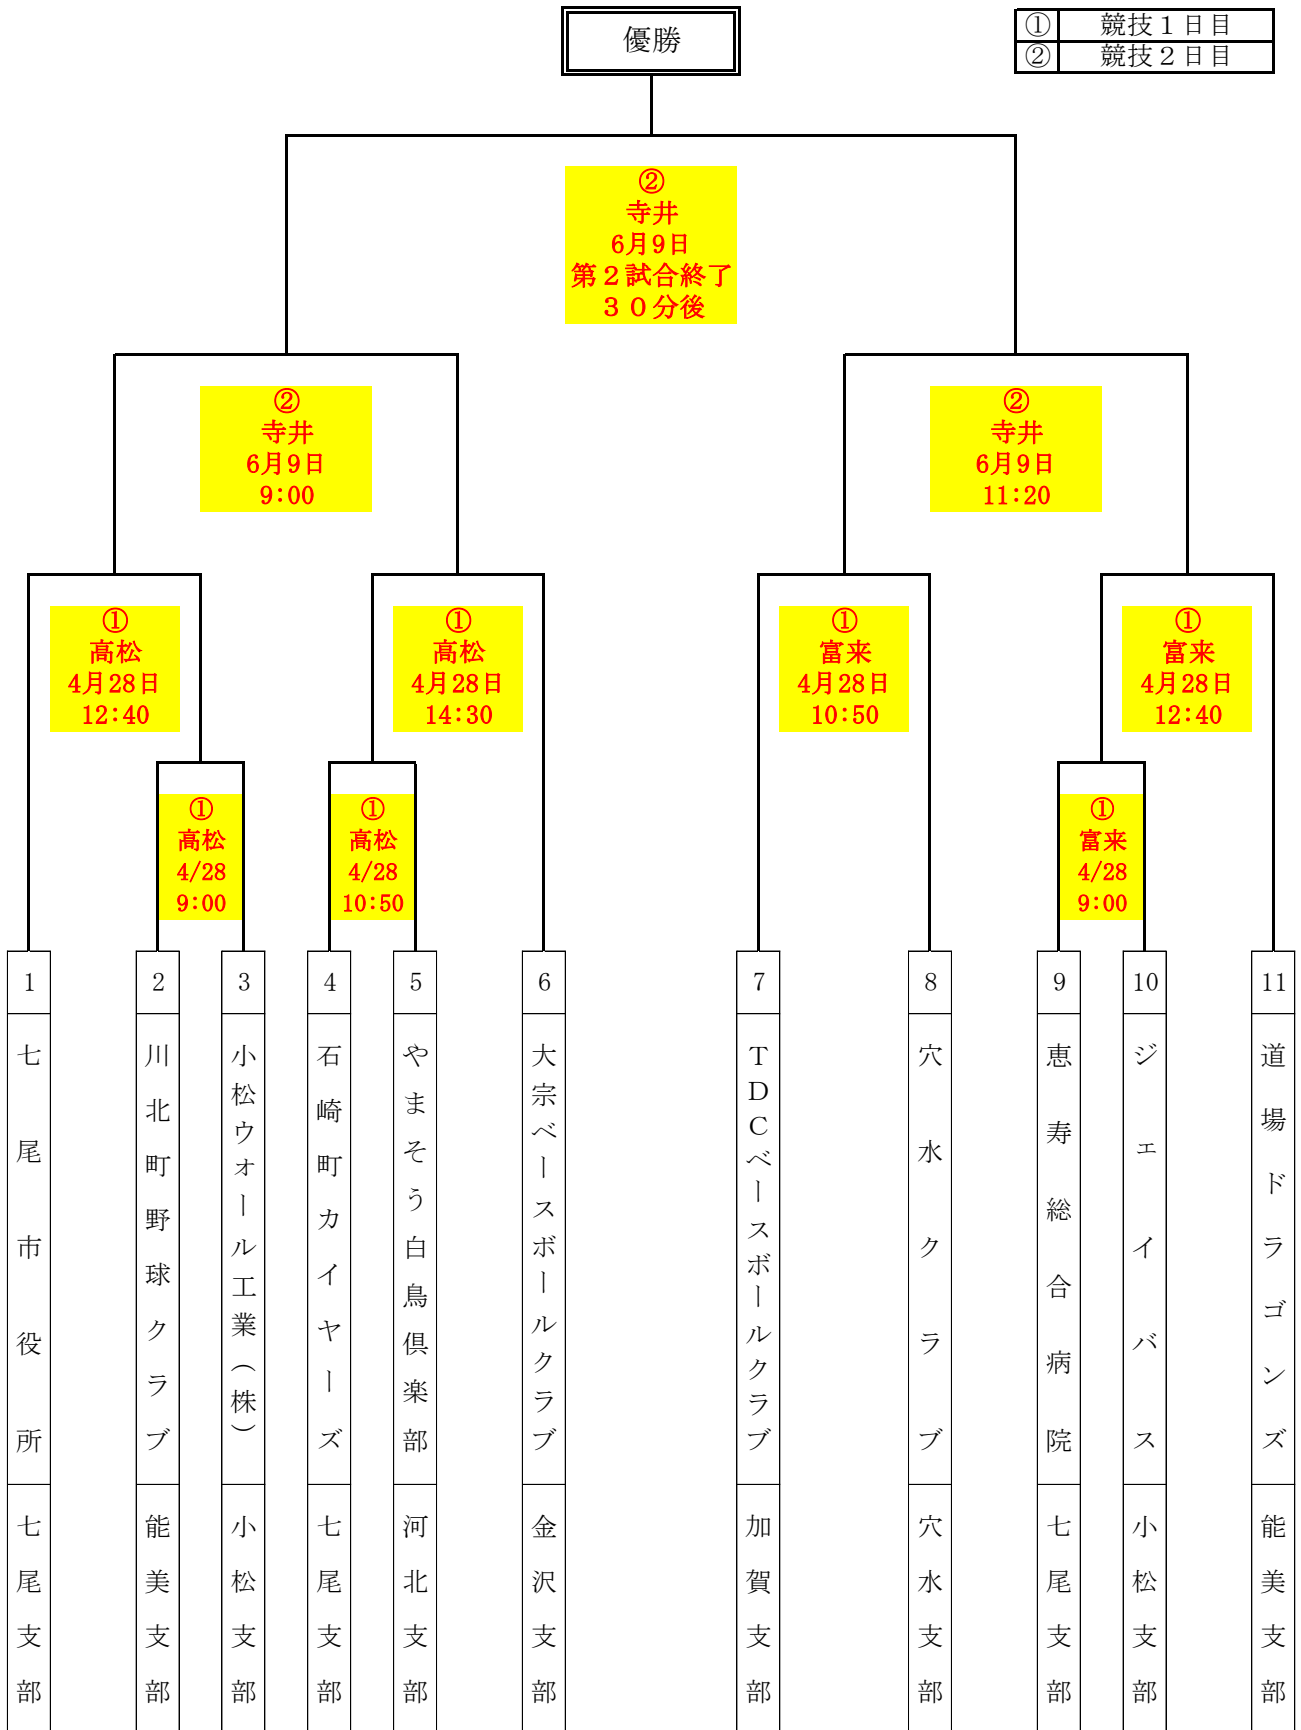 優勝
① 競技１日目
② 競技２日目
②
寺井
6月9日
第２試合終了
３０分後
②
寺井
6月9日
9:00
②
寺井
6月9日
11:20
①
高松
4月28日
12:40
①
高松
4月28日
14:30
①
富来
4月28日
10:50
①
富来
4月28日
12:40
①
高松
4/28
9:00
①
高松
4/28
10:50
①
富来
4/28
9:00
1
七尾市役所
七尾支部
2
川北町野球クラブ
能美支部
3
小松ウォール工業（株）
小松支部
4
石崎町カイヤーズ
七尾支部
5
やまそう白鳥倶楽部
河北支部
6
大宗ベースボールクラブ
金沢支部
7
TDCベースボールクラブ
加賀支部
8
穴水クラブ
穴水支部
9
恵寿総合病院
七尾支部
10
ジェイバス
小松支部
11
道場ドラゴンズ
能美支部